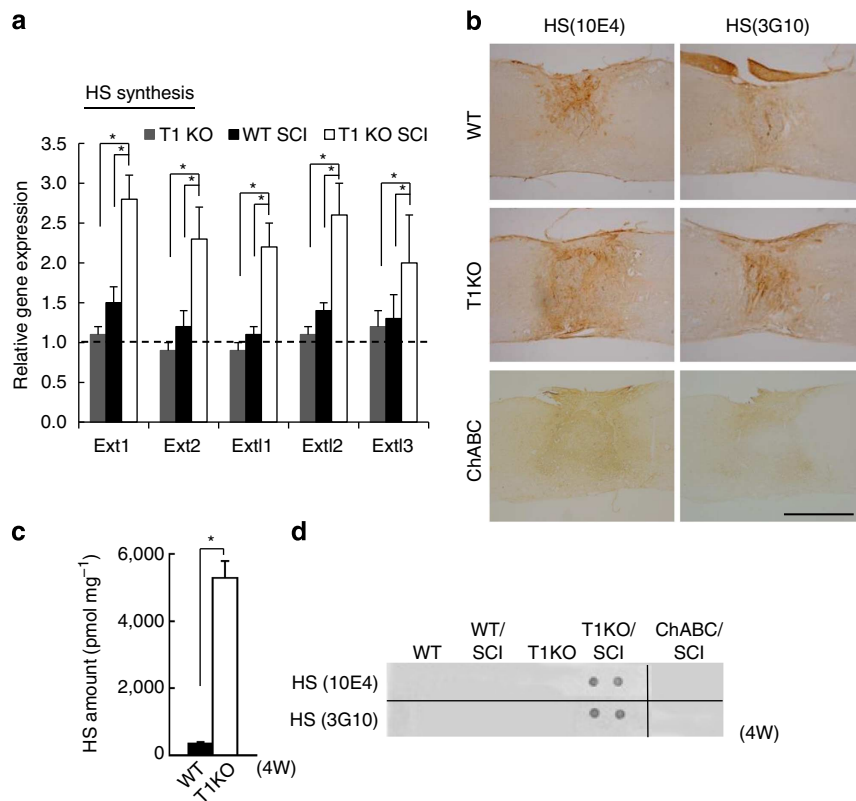 a
HS synthesis
T1 KO WT SCI T1 KO SCI
Relative gene expression
3.5
3.0
2.5
2.0
1.5
1.0
0.5
0.0
* * * * * * * * * *
Ext1 Ext2 Extl1 Extl2 Extl3
b
HS(10E4) HS(3G10)
WT
T1KO
ChABC
c
HS amount (pmol mg⁻¹)
6,000
4,000
2,000
0
*
WT T1KO (4W)
d
WT WT/SCI T1KO T1KO/SCI ChABC/SCI
HS (10E4)
HS (3G10)
(4W)